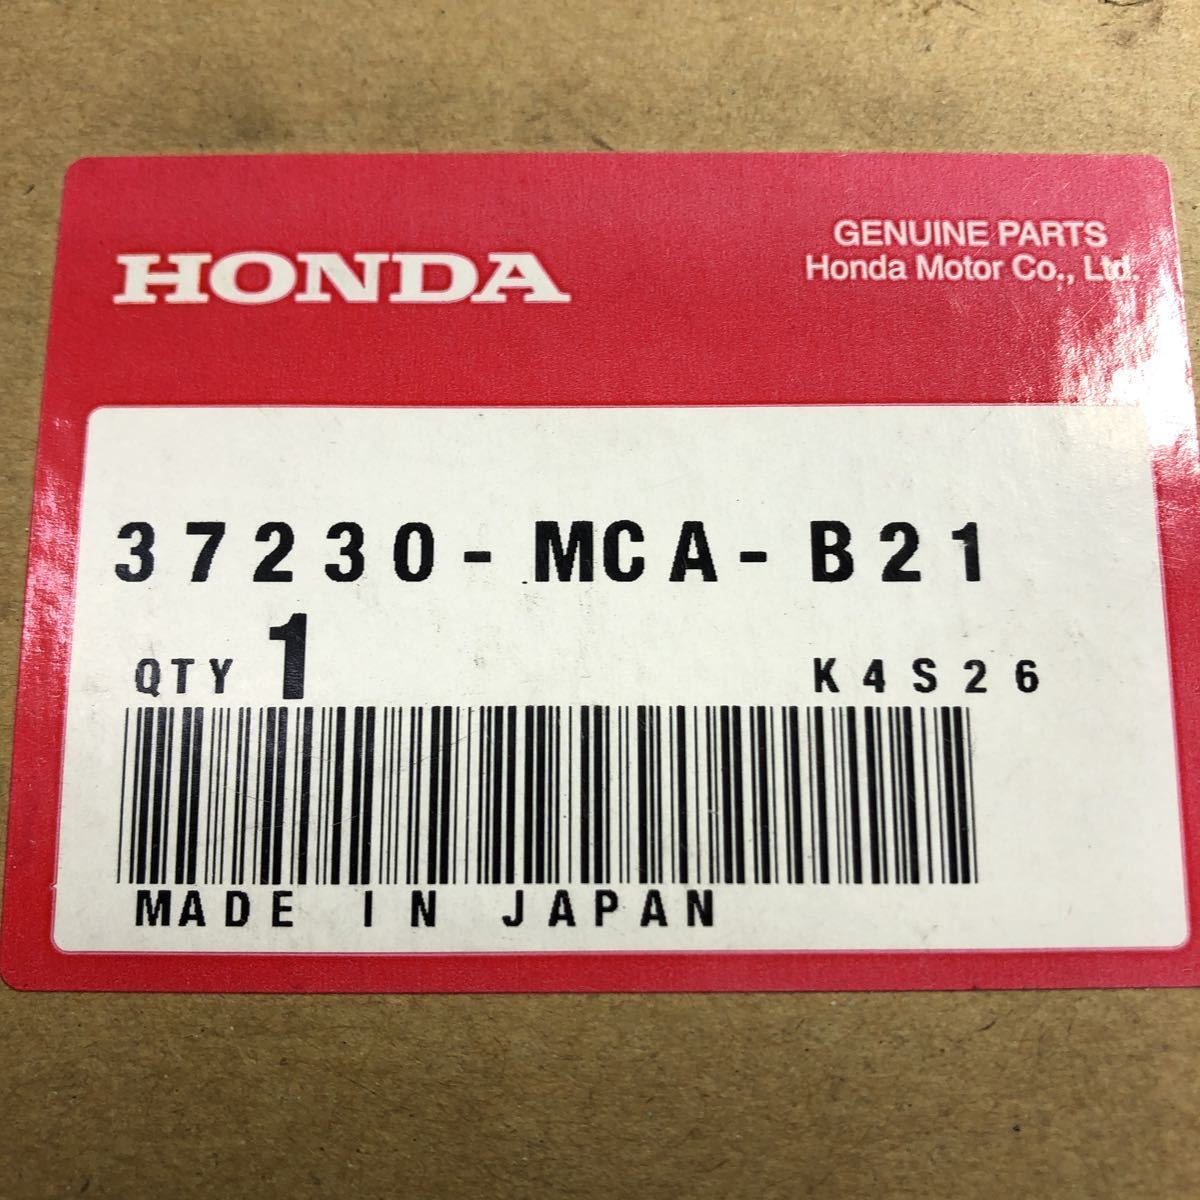 HONDA
GENUINE PARTS
Honda Motor Co., Ltd.
37230-MCA-B21
QTY 1
K4S26
MADE IN JAPAN